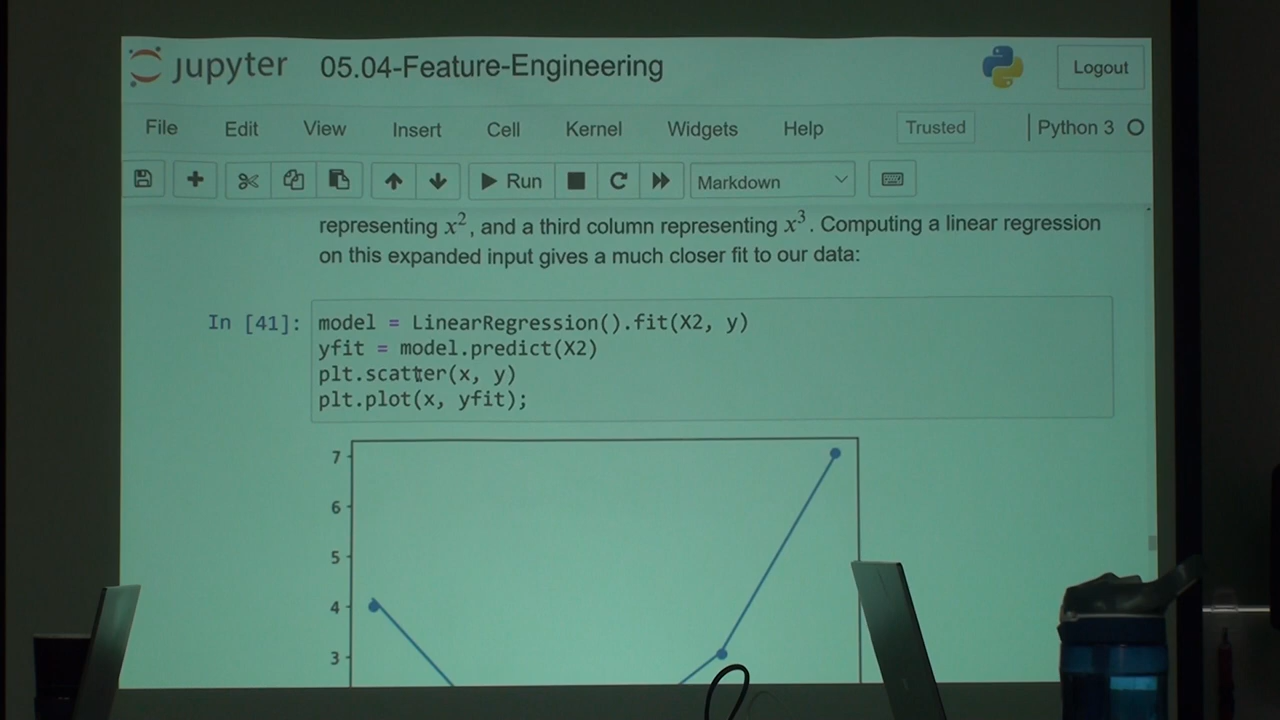 jupyter 05.04-Feature-Engineering Logout
File Edit View Insert Cell Kernel Widgets Help Trusted Python 3
Run Markdown
representing x², and a third column representing x³. Computing a linear regression
on this expanded input gives a much closer fit to our data:
In [41]: model = LinearRegression().fit(X2, y)
yfit = model.predict(X2)
plt.scatter(x, y)
plt.plot(x, yfit);
7
6
5
4
3